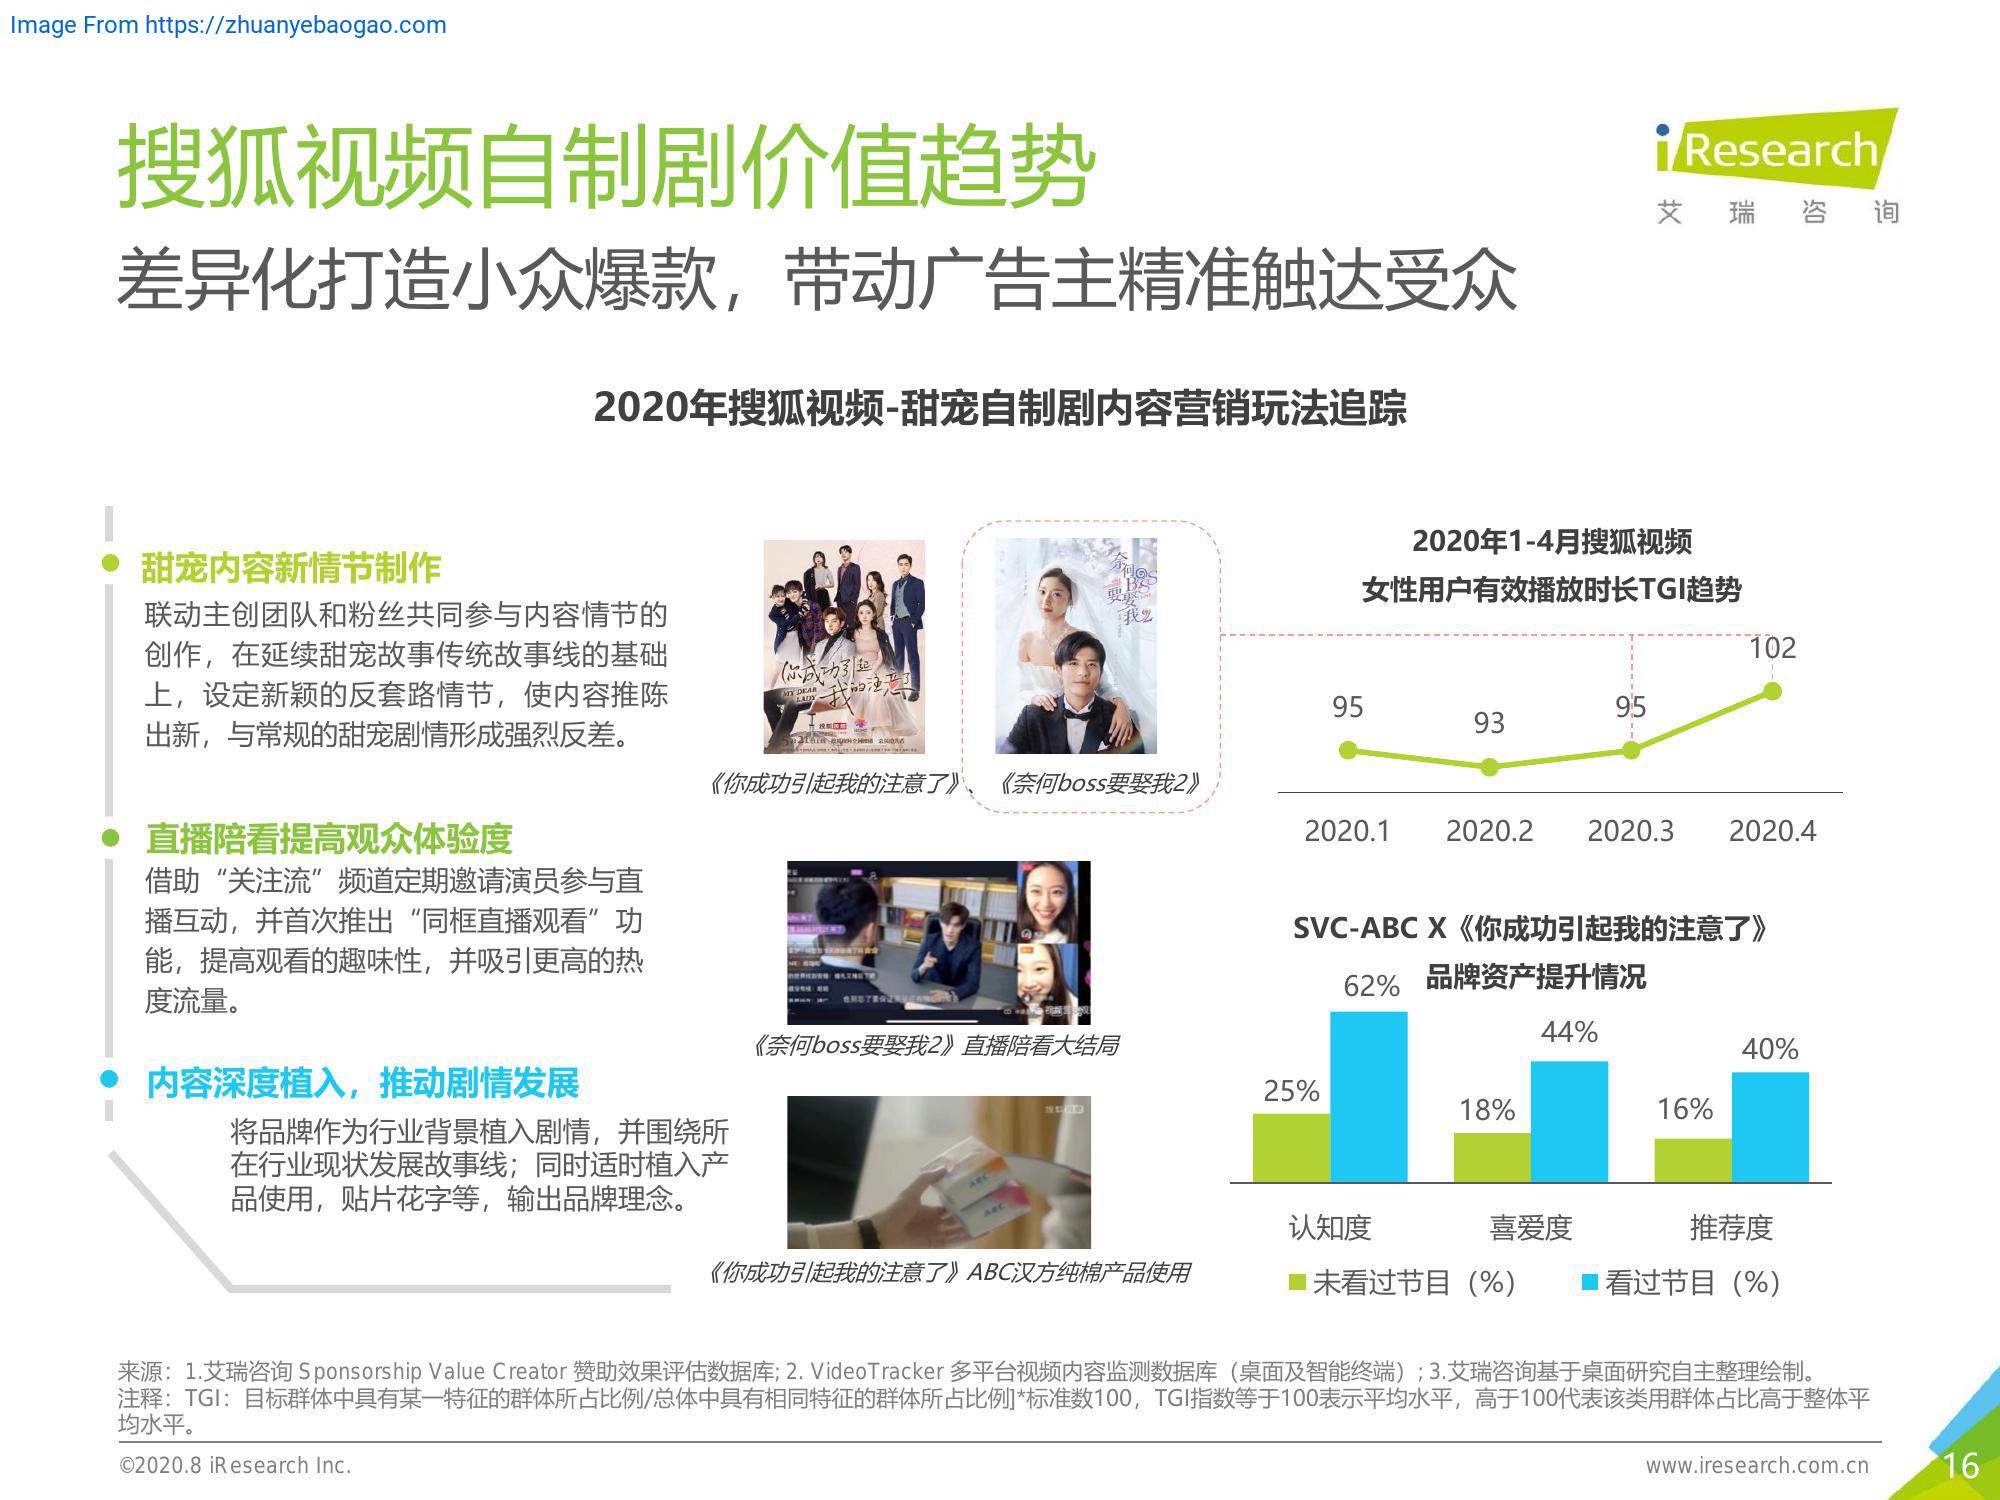 Image From https://zhuanyebaogao.com
搜狐视频自制剧价值趋势
iResearch
艾瑞咨询
差异化打造小众爆款，带动广告主精准触达受众
2020年搜狐视频-甜宠自制剧内容营销玩法追踪
甜宠内容新情节制作
联动主创团队和粉丝共同参与内容情节的
创作，在延续甜宠故事传统故事线的基础
上，设定新颖的反套路情节，使内容推陈
出新，与常规的甜宠剧情形成强烈反差。
直播陪看提高观众体验度
借助“关注流”频道定期邀请演员参与直
播互动，并首次推出“同框直播观看”功
能，提高观看的趣味性，并吸引更高的热
度流量。
内容深度植入，推动剧情发展
将品牌作为行业背景植入剧情，并围绕所
在行业现状发展故事线；同时适时植入产
品使用，贴片花字等，输出品牌理念。
你成功引起
我的注意了
MY DEAR
LADY
奈何
BOSS
要娶
我2
《你成功引起我的注意了》、《奈何boss要娶我2》
《奈何boss要娶我2》直播陪看大结局
ABC
ABC
《你成功引起我的注意了》ABC汉方纯棉产品使用
2020年1-4月搜狐视频
女性用户有效播放时长TGI趋势
95 93 95 102
2020.1 2020.2 2020.3 2020.4
SVC-ABC X《你成功引起我的注意了》
品牌资产提升情况
25% 62% 18% 44% 16% 40%
认知度 喜爱度 推荐度
未看过节目（%） 看过节目（%）
来源：1.艾瑞咨询 Sponsorship Value Creator 赞助效果评估数据库; 2. VideoTracker 多平台视频内容监测数据库（桌面及智能终端）; 3.艾瑞咨询基于桌面研究自主整理绘制。
注释：TGI：目标群体中具有某一特征的群体所占比例/总体中具有相同特征的群体所占比例]*标准数100，TGI指数等于100表示平均水平，高于100代表该类用群体占比高于整体平
均水平。
©2020.8 iResearch Inc.
www.iresearch.com.cn
16